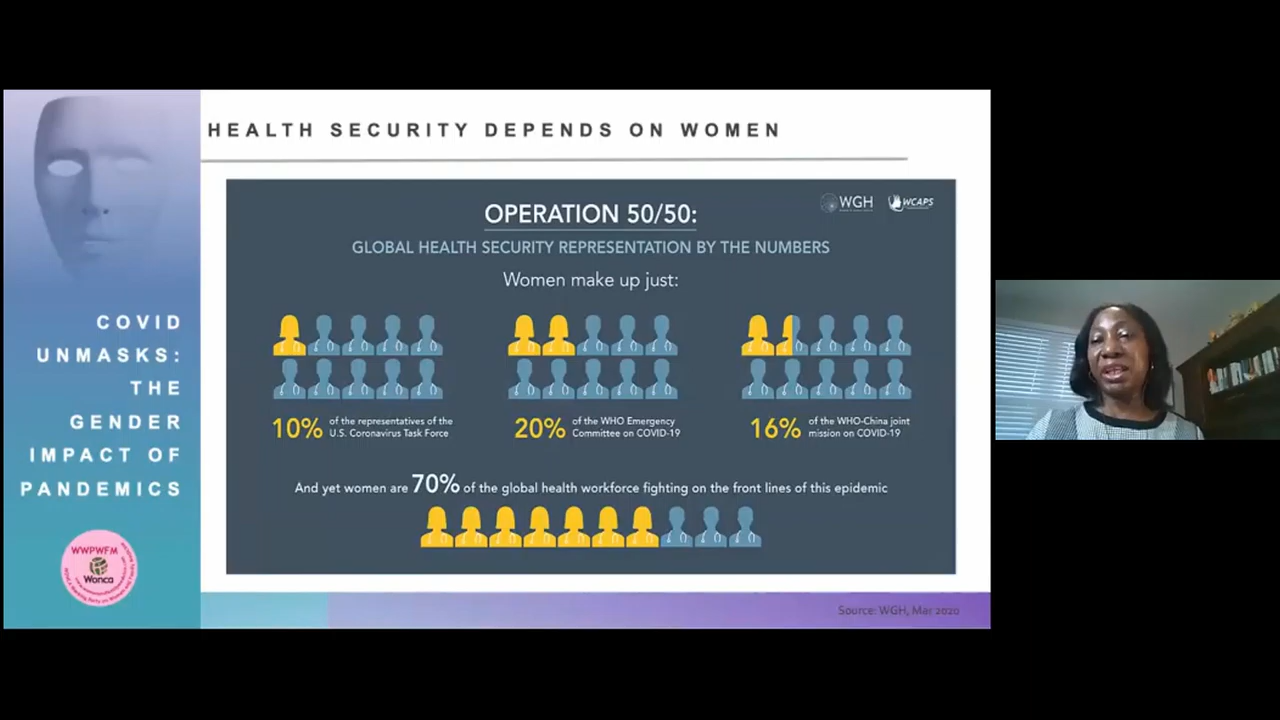 HEALTH SECURITY DEPENDS ON WOMEN
OPERATION 50/50:
WGH
WCAPS
GLOBAL HEALTH SECURITY REPRESENTATION BY THE NUMBERS
Women make up just:
10% of the representatives of the
U.S. Coronavirus Task Force
20% of the WHO Emergency
Committee on COVID-19
16% of the WHO-China joint
mission on COVID-19
And yet women are 70% of the global health workforce fighting on the front lines of this epidemic
COVID
UNMASKS:
THE
GENDER
IMPACT OF
PANDEMICS
WWPWFM
Wonca
Source: WGH, Mar 2020